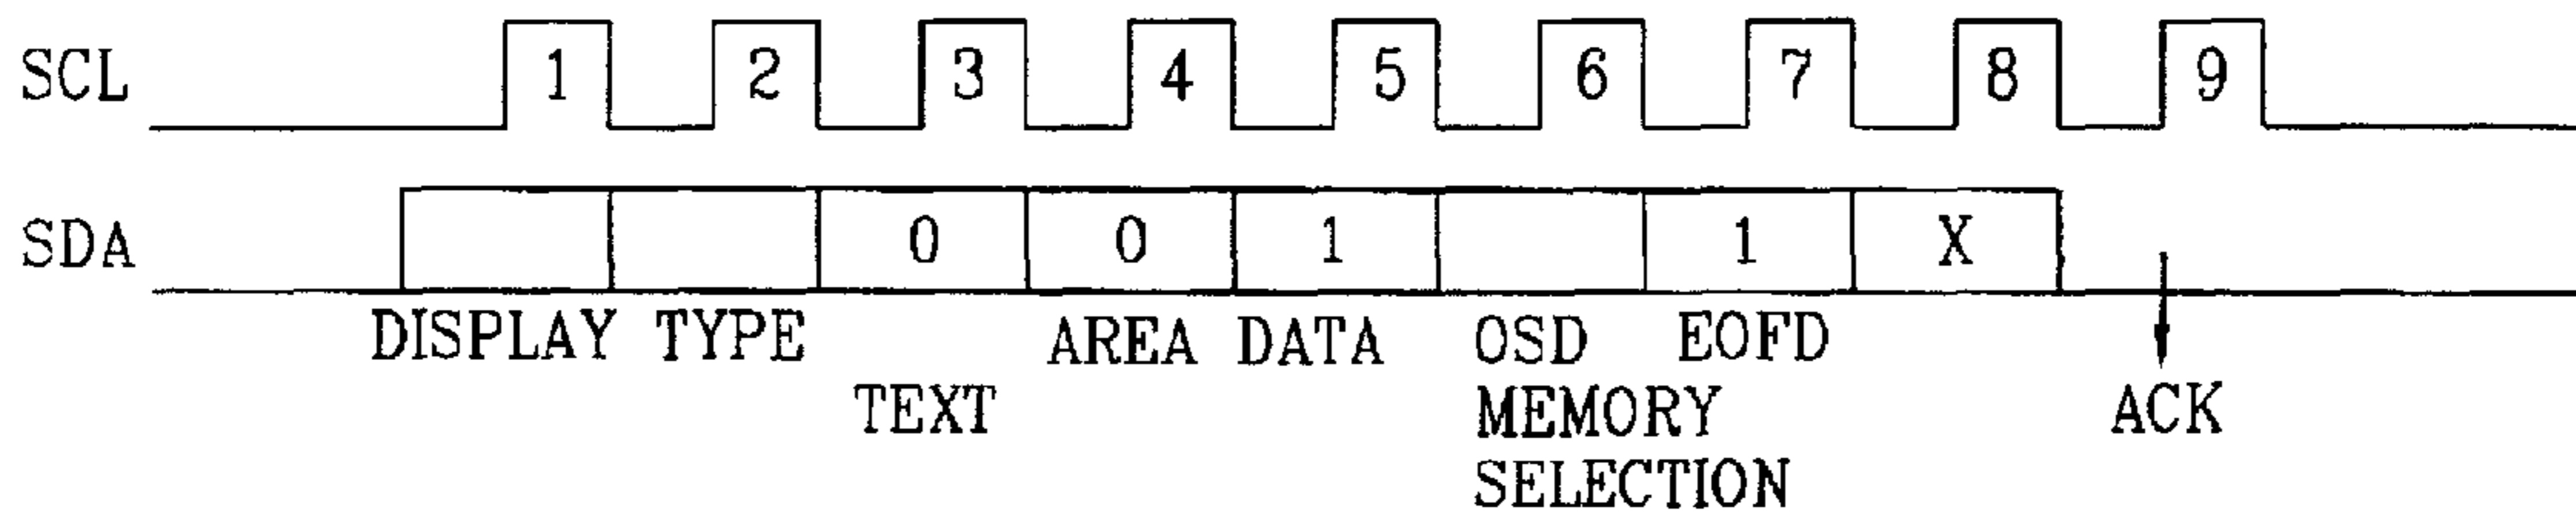 SCL 1 2 3 4 5 6 7 8 9
SDA 0 0 1 1 X
DISPLAY TYPE AREA DATA OSD EOFD
TEXT MEMORY ACK
SELECTION